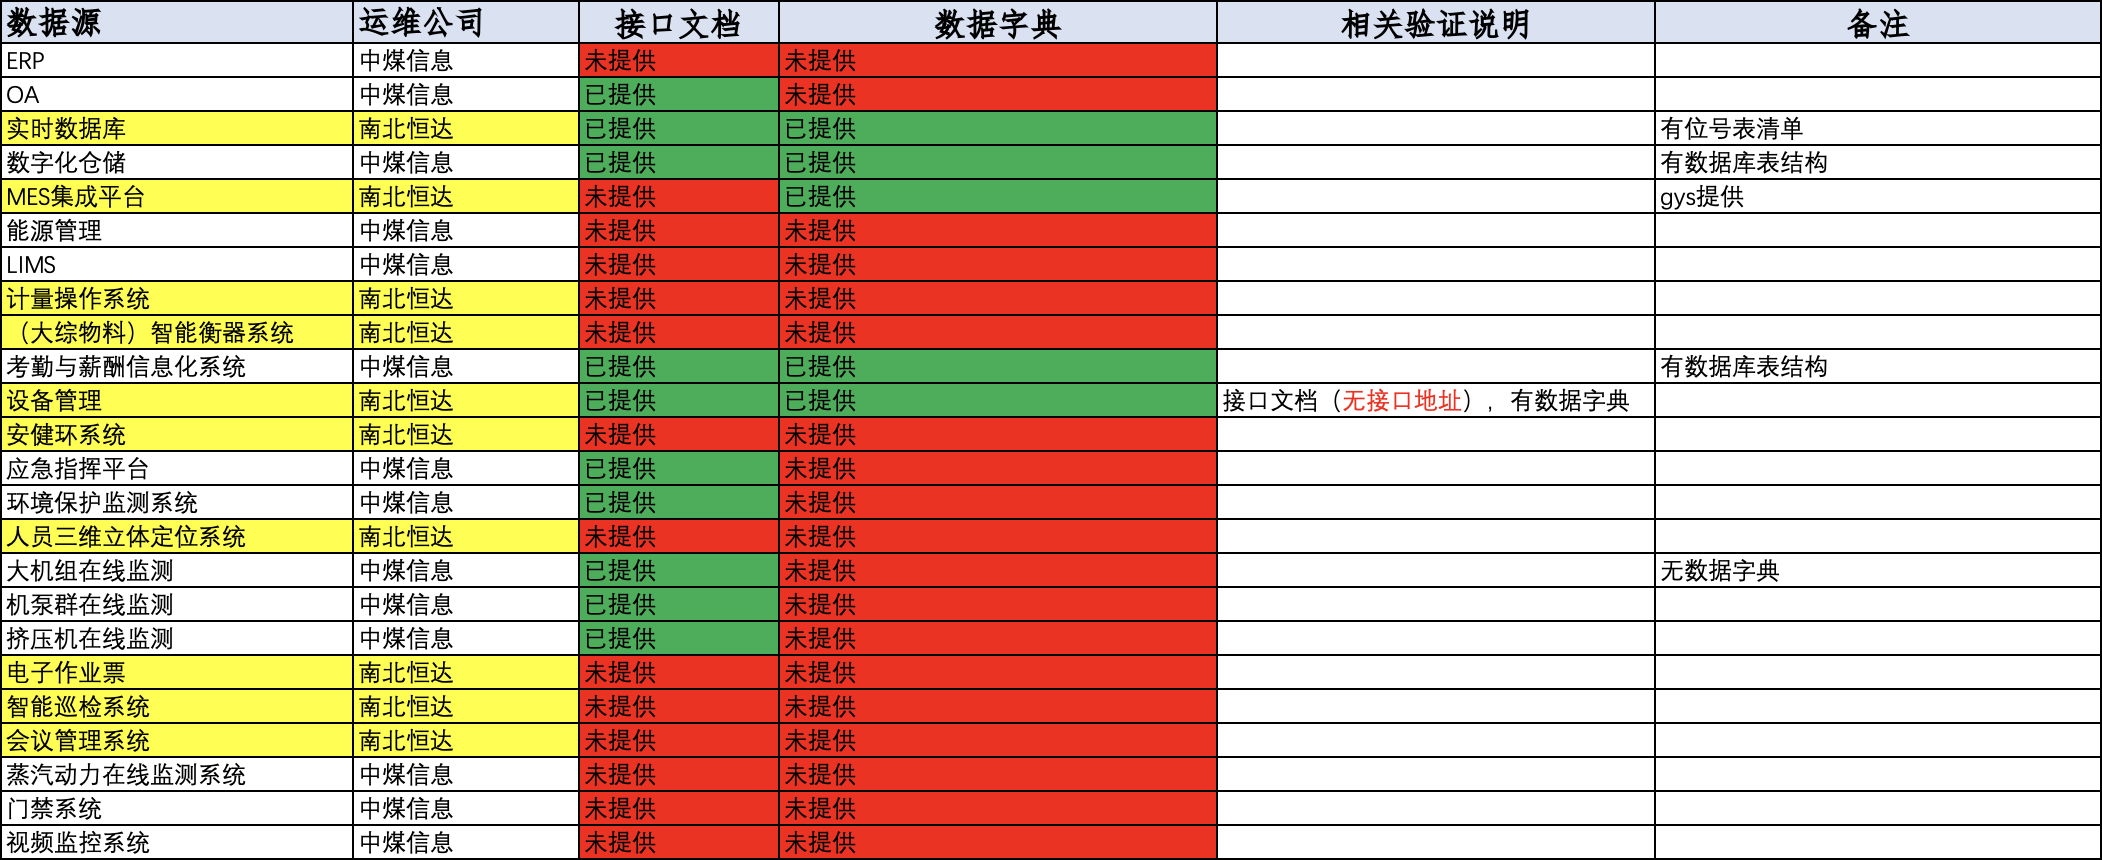 数据源 运维公司 接口文档 数据字典 相关验证说明 备注
ERP 中煤信息 未提供 未提供
OA 中煤信息 已提供 未提供
实时数据库 南北恒达 已提供 已提供 有位号表清单
数字化仓储 中煤信息 已提供 已提供 有数据库表结构
MES集成平台 南北恒达 未提供 已提供 gys提供
能源管理 中煤信息 未提供 未提供
LIMS 中煤信息 未提供 未提供
计量操作系统 南北恒达 未提供 未提供
（大综物料）智能衡器系统 南北恒达 未提供 未提供
考勤与薪酬信息化系统 中煤信息 已提供 已提供 有数据库表结构
设备管理 南北恒达 已提供 已提供 接口文档（无接口地址），有数据字典
安健环系统 南北恒达 未提供 未提供
应急指挥平台 中煤信息 已提供 未提供
环境保护监测系统 中煤信息 已提供 未提供
人员三维立体定位系统 南北恒达 未提供 未提供
大机组在线监测 中煤信息 已提供 未提供 无数据字典
机泵群在线监测 中煤信息 已提供 未提供
挤压机在线监测 中煤信息 已提供 未提供
电子作业票 南北恒达 未提供 未提供
智能巡检系统 南北恒达 未提供 未提供
会议管理系统 南北恒达 未提供 未提供
蒸汽动力在线监测系统 中煤信息 未提供 未提供
门禁系统 中煤信息 未提供 未提供
视频监控系统 中煤信息 未提供 未提供